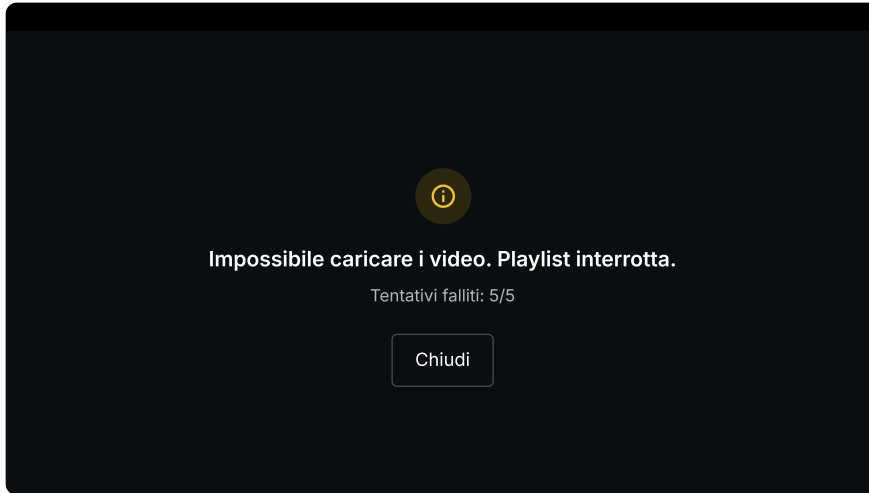 Impossibile caricare i video. Playlist interrotta.
Tentativi falliti: 5/5
Chiudi